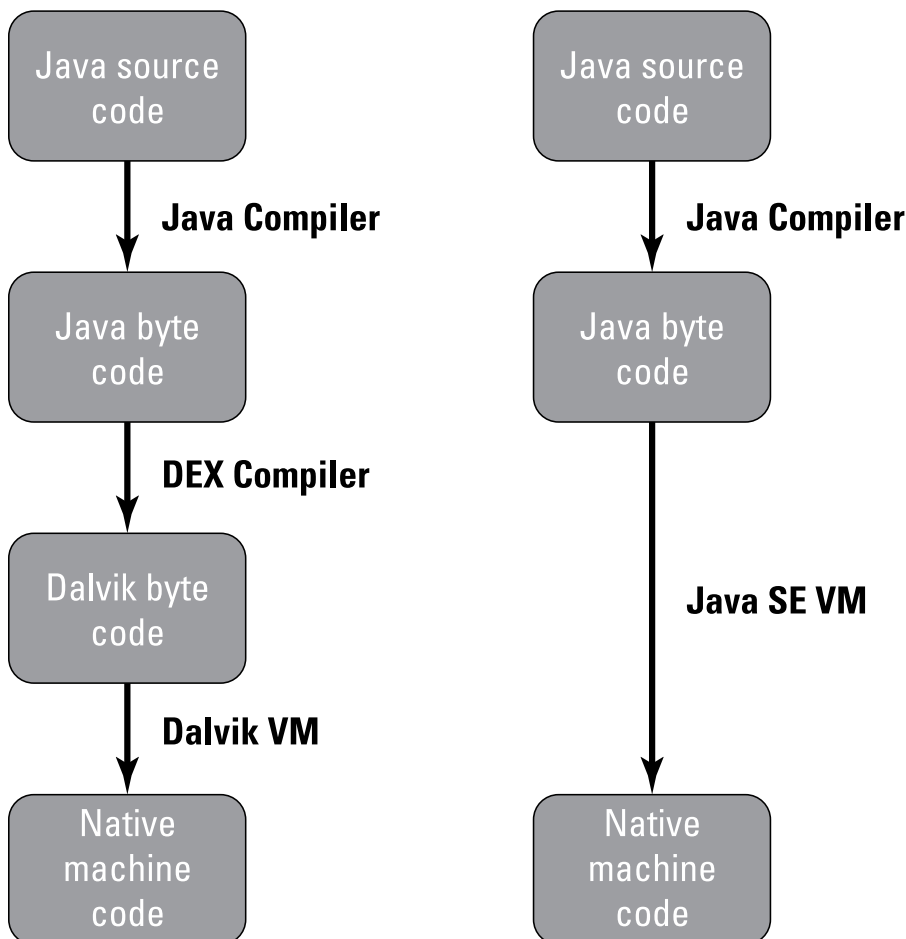 Java source
code
Java Compiler
Java byte
code
DEX Compiler
Dalvik byte
code
Dalvik VM
Native
machine
code
Java source
code
Java Compiler
Java byte
code
Java SE VM
Native
machine
code